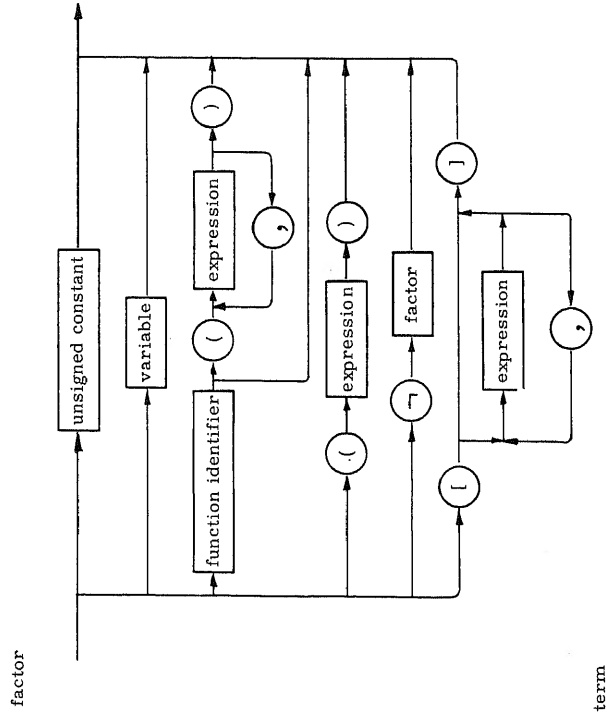 factor
unsigned constant
variable
function identifier ( expression )
,
( expression )
¬ factor
[ ]
expression
,
term